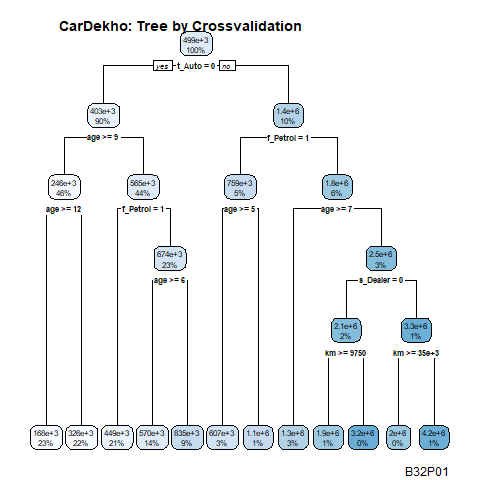 CarDekho: Tree by Crossvalidation
499e+3
100%
yes t_Auto = 0 no
403e+3
90%
1.4e+6
10%
age >= 9
f_Petrol = 1
246e+3
46%
565e+3
44%
759e+3
5%
1.8e+6
6%
age >= 12
f_Petrol = 1
age >= 5
age >= 7
674e+3
23%
2.5e+6
3%
age >= 6
s_Dealer = 0
2.1e+6
2%
3.3e+6
1%
km >= 9750
km >= 35e+3
168e+3
23%
326e+3
22%
449e+3
21%
570e+3
14%
835e+3
9%
607e+3
3%
1.1e+6
1%
1.3e+6
3%
1.9e+6
1%
3.2e+6
0%
2e+6
0%
4.2e+6
1%
B32P01